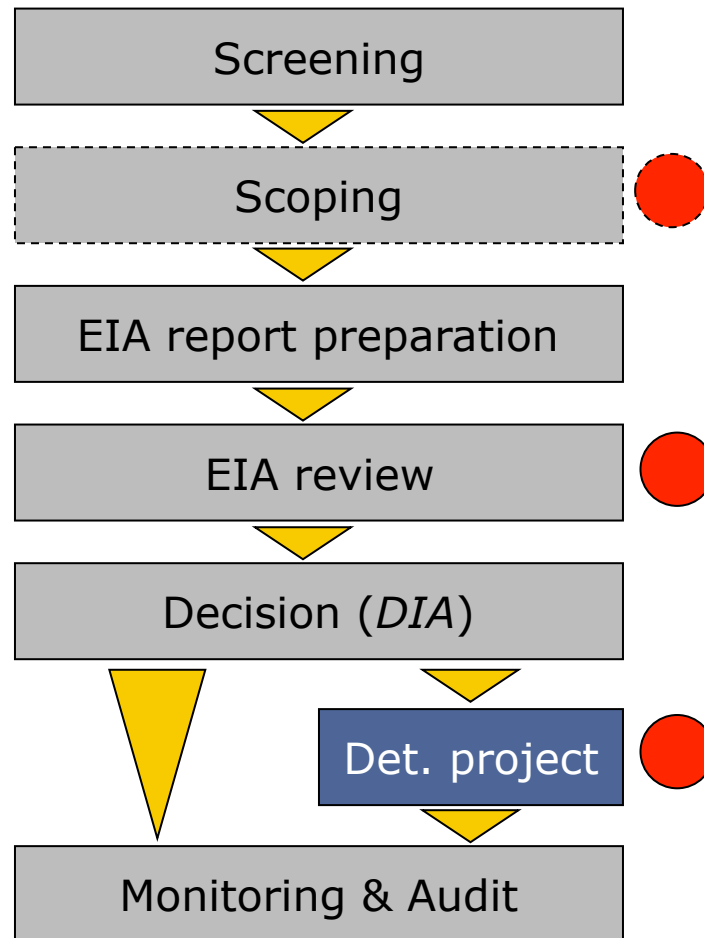 Screening
Scoping
EIA report preparation
EIA review
Decision (DIA)
Det. project
Monitoring & Audit